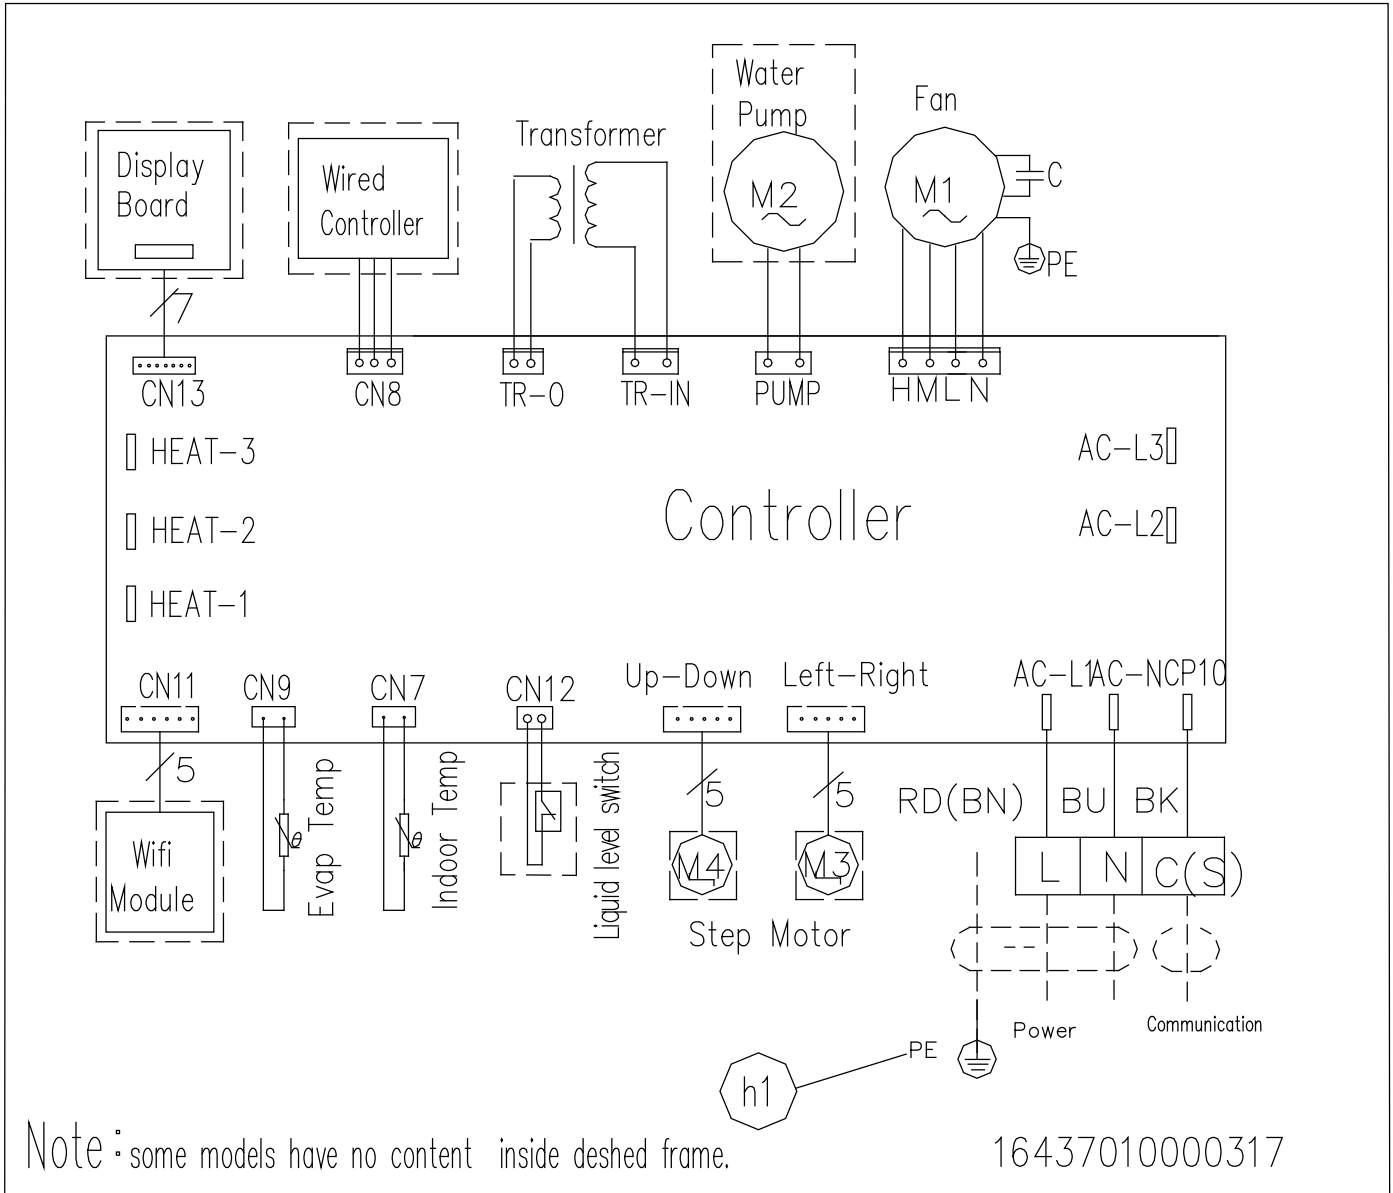 Water
Pump
Fan
Transformer
Display
Board
Wired
Controller
M2
M1
C
PE
7
CN13
CN8
TR-O
TR-IN
PUMP
H M L N
HEAT-3
AC-L3
HEAT-2
Controller
AC-L2
HEAT-1
CN11
CN9
CN7
CN12
Up-Down
Left-Right
AC-L1
AC-N
CP10
5
Evap Temp
θ
Indoor Temp
θ
Liquid level switch
5
5
RD(BN)
BU
BK
Wifi
Module
M4
M3
L
N
C(S)
Step Motor
Power
Communication
PE
h1
Note: some models have no content inside deshed frame.
16437010000317